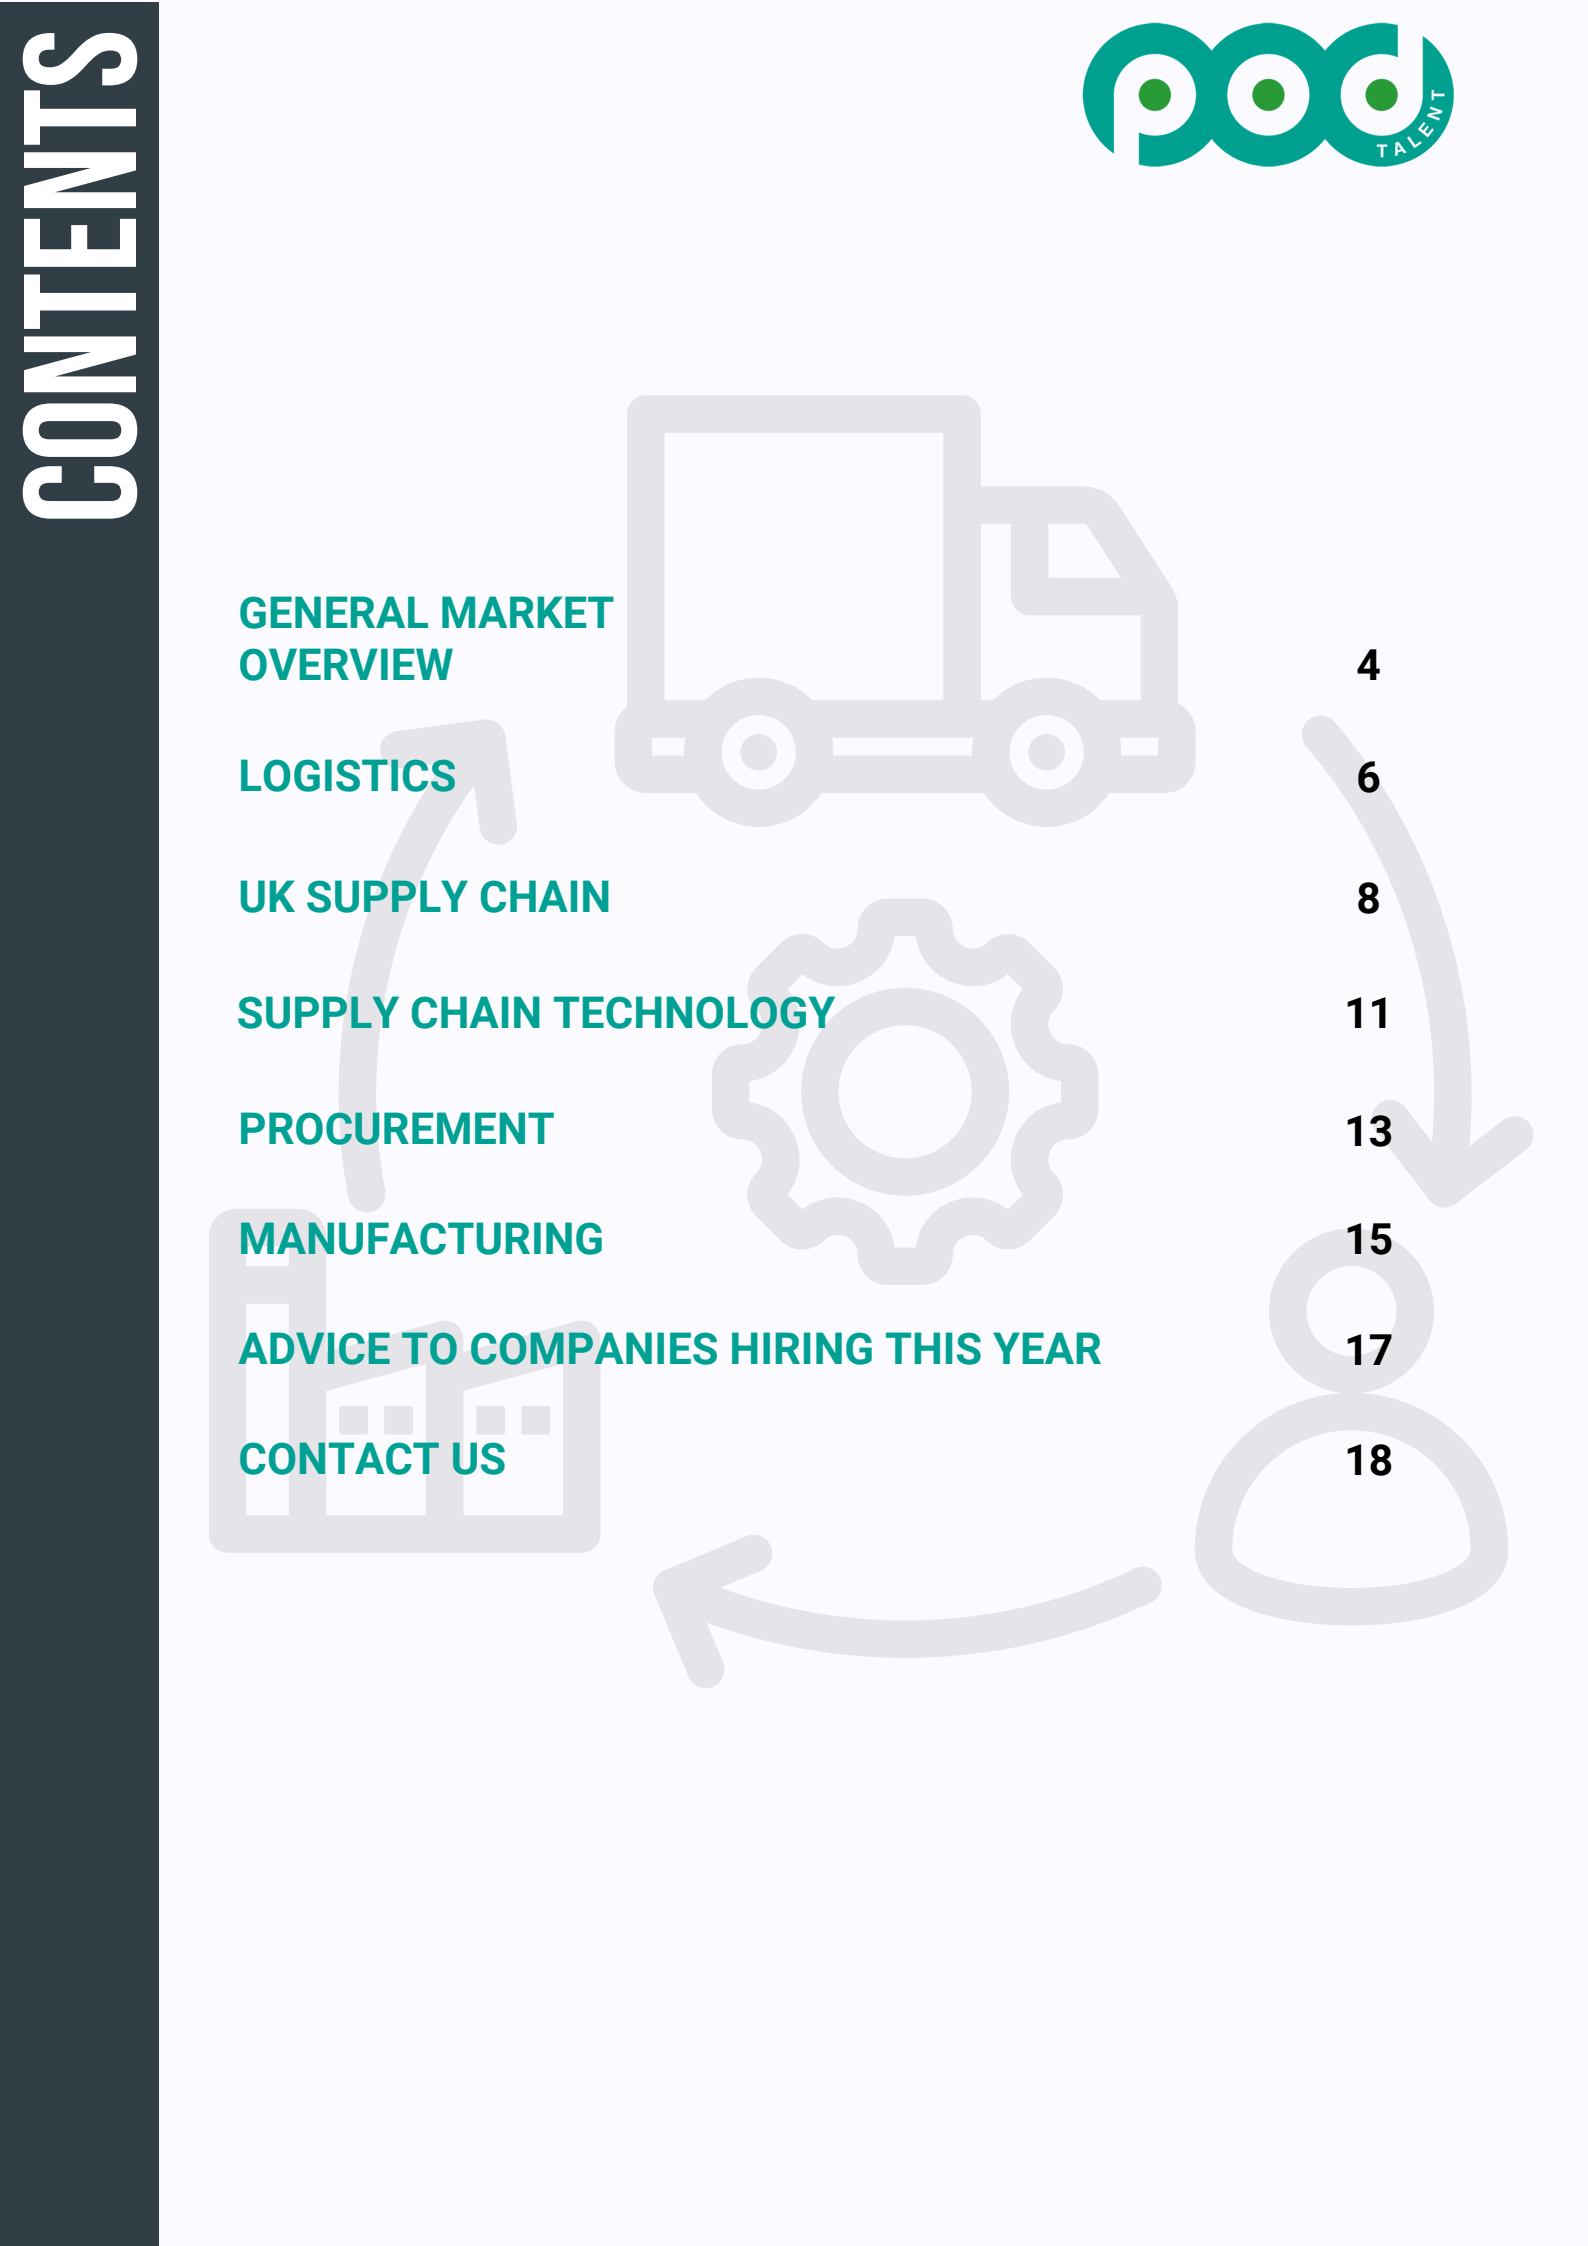 CONTENTS
pod
TALENT
GENERAL MARKET
OVERVIEW 4
LOGISTICS 6
UK SUPPLY CHAIN 8
SUPPLY CHAIN TECHNOLOGY 11
PROCUREMENT 13
MANUFACTURING 15
ADVICE TO COMPANIES HIRING THIS YEAR 17
CONTACT US 18